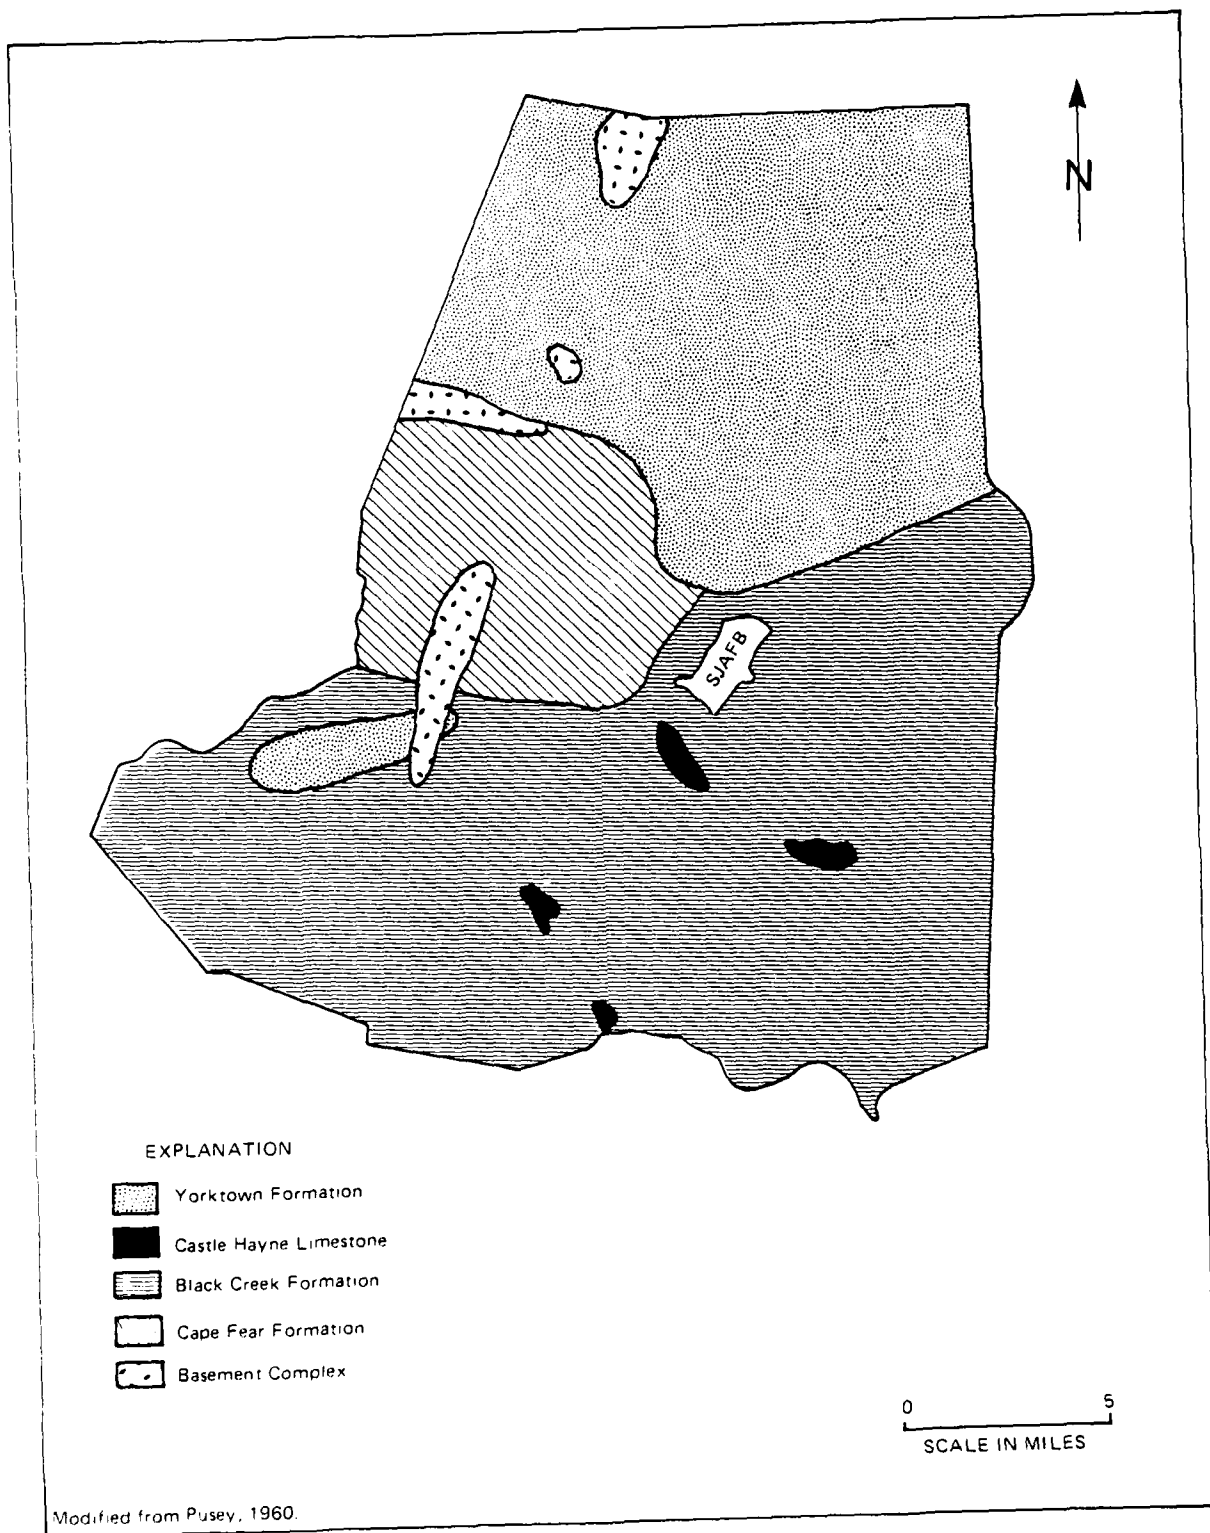 N
SJAFB
EXPLANATION
Yorktown Formation
Castle Hayne Limestone
Black Creek Formation
Cape Fear Formation
Basement Complex
0 5
SCALE IN MILES
Modified from Pusey, 1960.